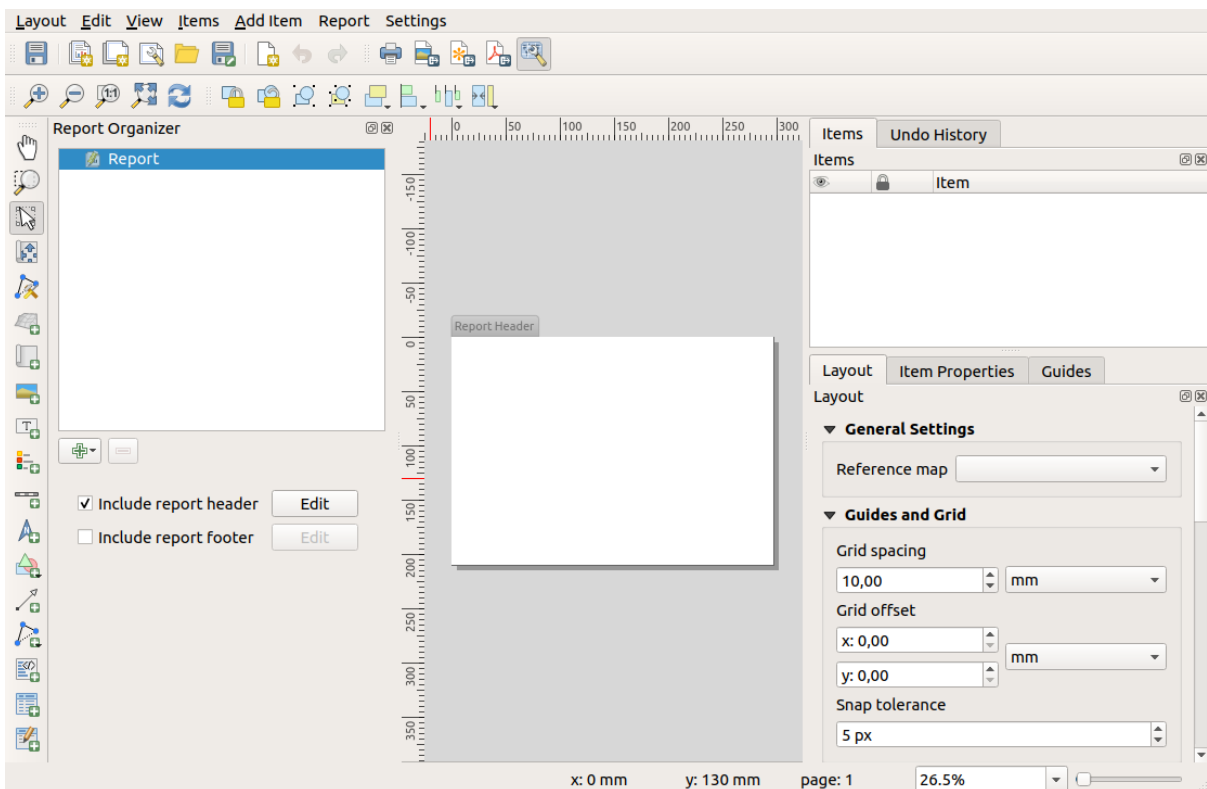 Layout Edit View Items Add Item Report Settings
1:1
Report Organizer
Report
Include report header Edit
Include report footer Edit
0 50 100 150 200 250 300
-150
-100
-50
0
50
100
150
200
250
300
350
Report Header
Items Undo History
Items
Item
Layout Item Properties Guides
Layout
General Settings
Reference map
Guides and Grid
Grid spacing
10,00 mm
Grid offset
x: 0,00
mm
y: 0,00
Snap tolerance
5 px
x: 0 mm y: 130 mm page: 1 26.5%